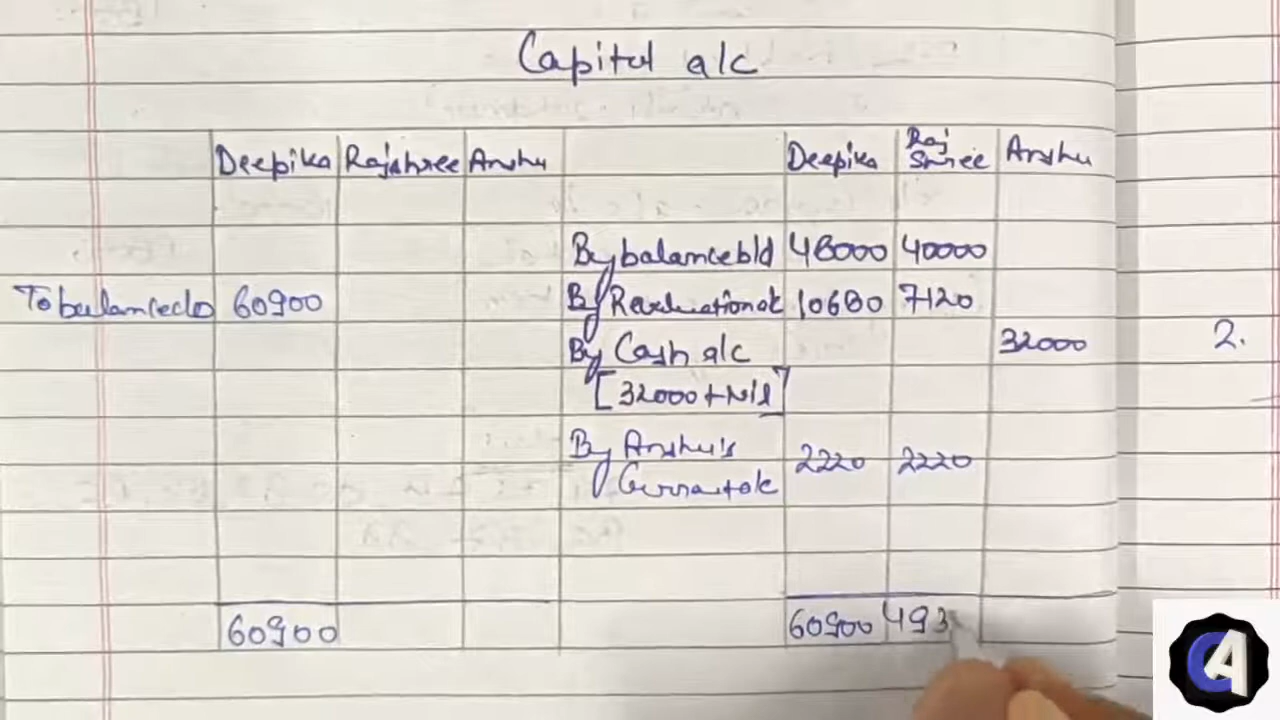 Capital a/c
Deepika Rajshree Anshu Deepika Raj Shree Anshu
By balance b/d 48000 40000
To balance c/d 60900 By Revaluation a/c 10680 7120
By Cash a/c 32000 2.
[32000 + Nil]
By Anshu's 2220 2220
Current a/c
60900 60900 493
CA